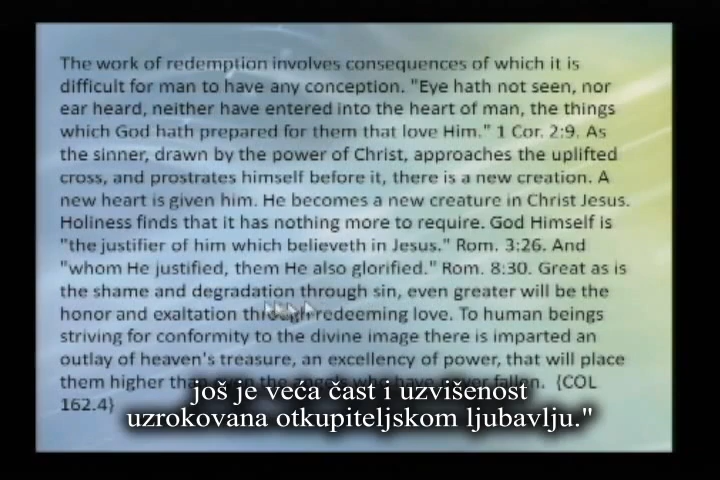 The work of redemption involves consequences of which it is
difficult for man to have any conception. "Eye hath not seen, nor
ear heard, neither have entered into the heart of man, the things
which God hath prepared for them that love Him." 1 Cor. 2:9. As
the sinner, drawn by the power of Christ, approaches the uplifted
cross, and prostrates himself before it, there is a new creation. A
new heart is given him. He becomes a new creature in Christ Jesus.
Holiness finds that it has nothing more to require. God Himself is
"the justifier of him which believeth in Jesus." Rom. 3:26. And
"whom He justified, them He also glorified." Rom. 8:30. Great as is
the shame and degradation through sin, even greater will be the
honor and exaltation through redeeming love. To human beings
striving for conformity to the divine image there is imparted an
outlay of heaven's treasure, an excellency of power, that will place
them higher than even the angels who have never fallen. {COL
162.4}
još je veća čast i uzvišenost
uzrokovana otkupiteljskom ljubavlju."